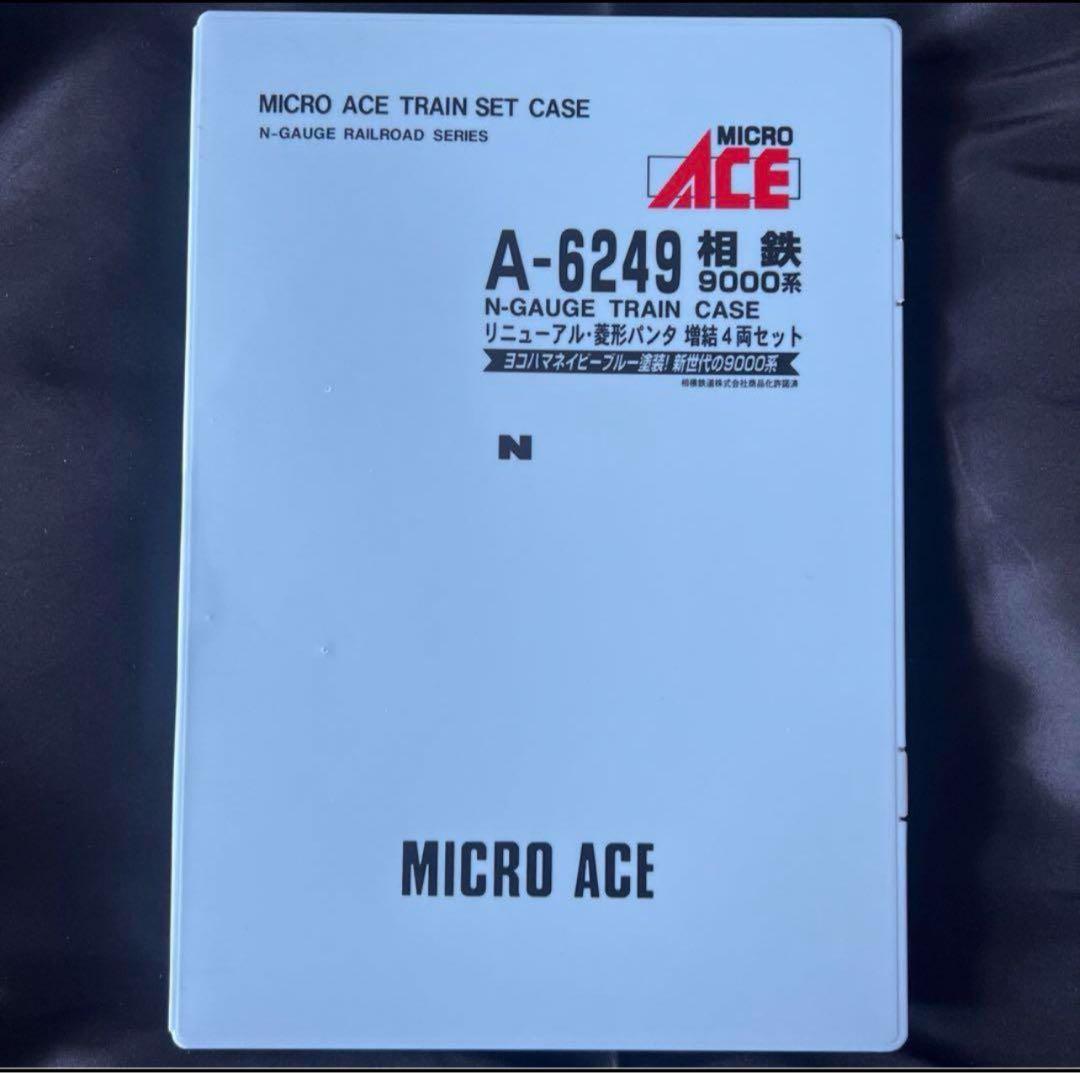 MICRO ACE TRAIN SET CASE
N-GAUGE RAILROAD SERIES
MICRO
ACE
A-6249 相鉄
9000系
N-GAUGE TRAIN CASE
リニューアル・菱形パンタ 増結4両セット
ヨコハマネイビーブルー塗装! 新世代の9000系
相模鉄道株式会社商品化許諾済
N
MICRO ACE